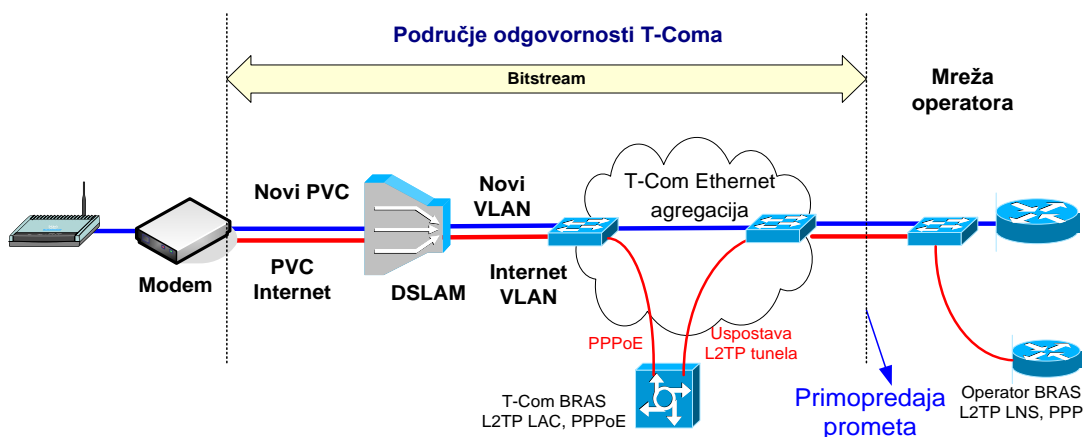 Područje odgovornosti T-Coma
Bitstream
Mreža
operatora
Novi PVC
Novi
VLAN
T-Com Ethernet
agregacija
Modem
PVC
Internet
DSLAM
Internet
VLAN
PPPoE
Uspostava
L2TP tunela
T-Com BRAS
L2TP LAC, PPPoE
Primopredaja
prometa
Operator BRAS
L2TP LNS, PPP